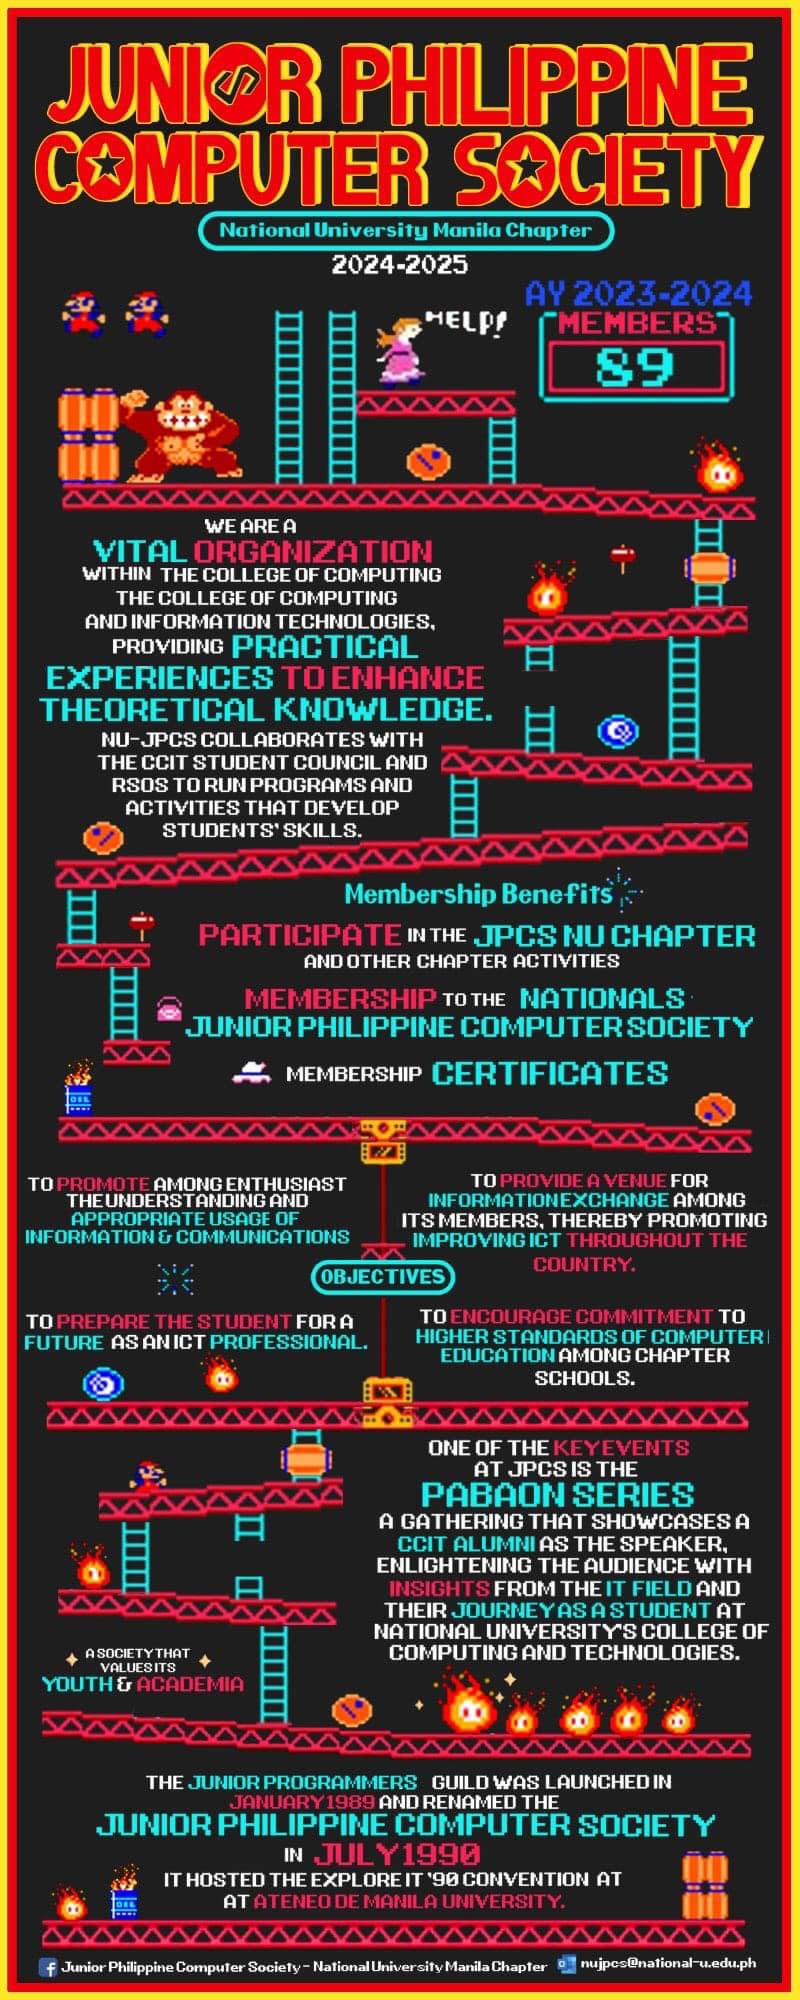 JUNIOR PHILIPPINE
COMPUTER SOCIETY
National University Manila Chapter
2024-2025
AY 2023-2024
MEMBERS
89
HELP!
WE ARE A
VITAL ORGANIZATION
WITHIN THE COLLEGE OF COMPUTING
THE COLLEGE OF COMPUTING
AND INFORMATION TECHNOLOGIES,
PROVIDING PRACTICAL
EXPERIENCES TO ENHANCE
THEORETICAL KNOWLEDGE.
NU-JPCS COLLABORATES WITH
THE CCIT STUDENT COUNCIL AND
RSOS TO RUN PROGRAMS AND
ACTIVITIES THAT DEVELOP
STUDENTS' SKILLS.
Membership Benefits
PARTICIPATE IN THE JPCS NU CHAPTER
AND OTHER CHAPTER ACTIVITIES
MEMBERSHIP TO THE NATIONALS
JUNIOR PHILIPPINE COMPUTER SOCIETY
MEMBERSHIP CERTIFICATES
OIL
TO PROMOTE AMONG ENTHUSIAST
THE UNDERSTANDING AND
APPROPRIATE USAGE OF
INFORMATION & COMMUNICATIONS
TO PROVIDE A VENUE FOR
INFORMATION EXCHANGE AMONG
ITS MEMBERS, THEREBY PROMOTING
IMPROVING ICT THROUGHOUT THE
COUNTRY.
OBJECTIVES
TO PREPARE THE STUDENT FOR A
FUTURE AS AN ICT PROFESSIONAL.
TO ENCOURAGE COMMITMENT TO
HIGHER STANDARDS OF COMPUTER
EDUCATION AMONG CHAPTER
SCHOOLS.
ONE OF THE KEY EVENTS
AT JPCS IS THE
PABAON SERIES
A GATHERING THAT SHOWCASES A
CCIT ALUMNI AS THE SPEAKER,
ENLIGHTENING THE AUDIENCE WITH
INSIGHTS FROM THE IT FIELD AND
THEIR JOURNEY AS A STUDENT AT
NATIONAL UNIVERSITY'S COLLEGE OF
COMPUTING AND TECHNOLOGIES.
A SOCIETY THAT
VALUES ITS
YOUTH & ACADEMIA
THE JUNIOR PROGRAMMERS GUILD WAS LAUNCHED IN
JANUARY 1989 AND RENAMED THE
JUNIOR PHILIPPINE COMPUTER SOCIETY
IN JULY 1990
IT HOSTED THE EXPLORE IT '90 CONVENTION AT
AT ATENEO DE MANILA UNIVERSITY.
OIL
Junior Philippine Computer Society - National University Manila Chapter
nujpcs@national-u.edu.ph